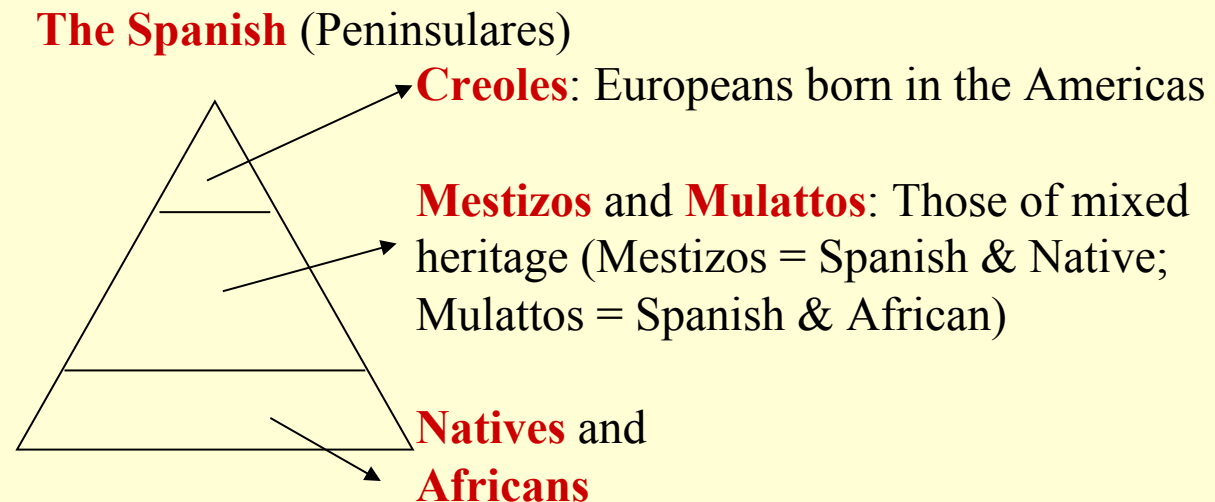 The Spanish (Peninsulares)
Creoles: Europeans born in the Americas
Mestizos and Mulattos: Those of mixed
heritage (Mestizos = Spanish & Native;
Mulattos = Spanish & African)
Natives and
Africans